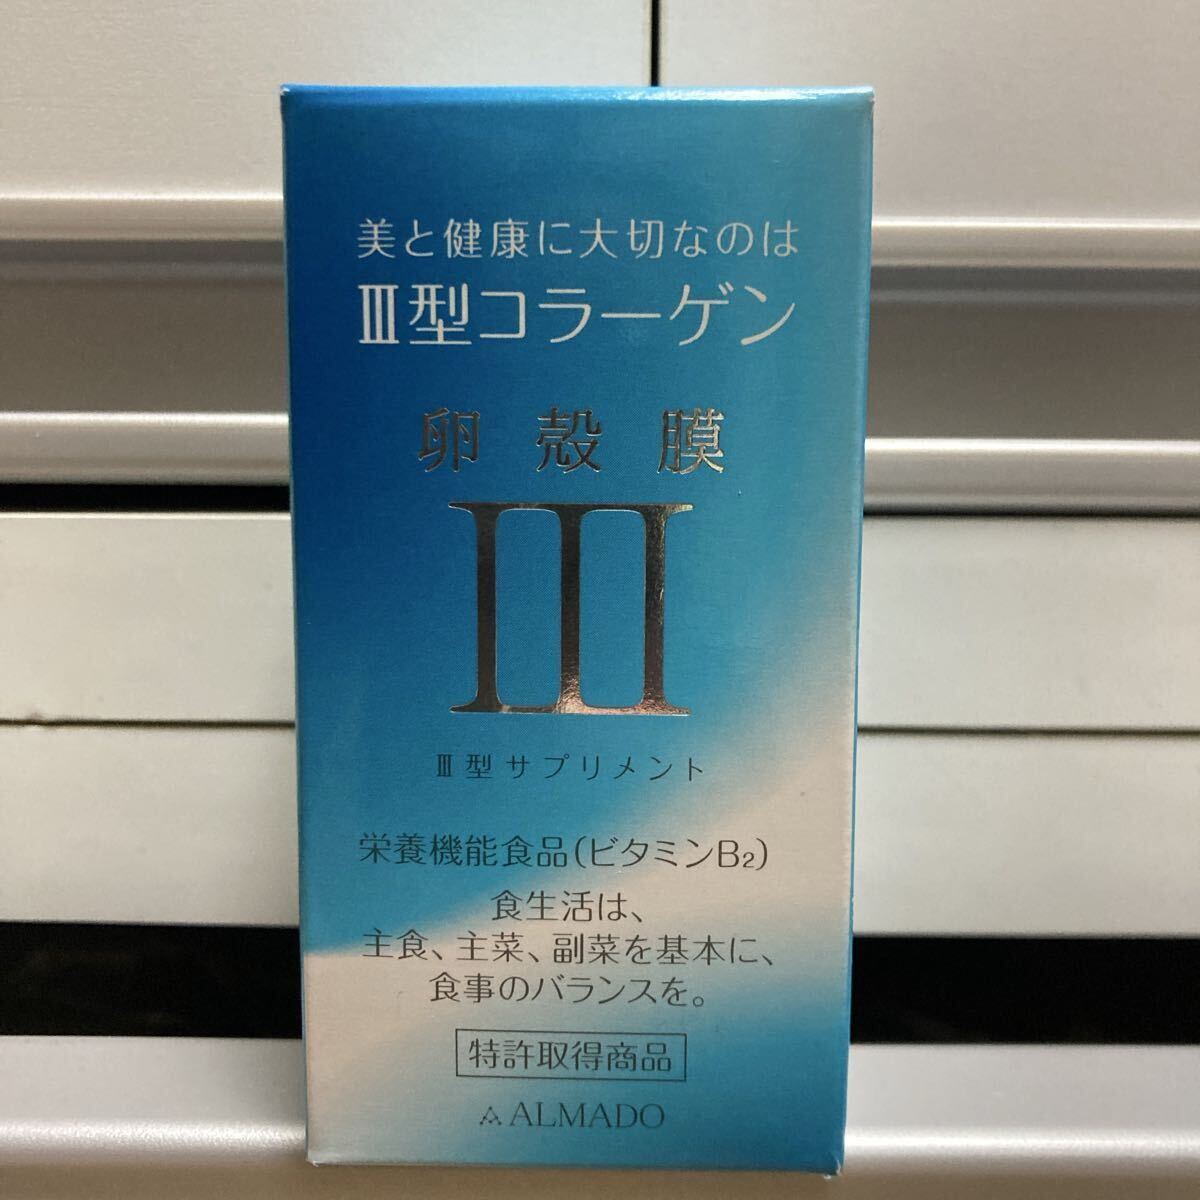 美と健康に大切なのは
Ⅲ型コラーゲン
卵殻膜
Ⅲ
Ⅲ型サプリメント
栄養機能食品(ビタミンB₂)
食生活は、
主食、主菜、副菜を基本に、
食事のバランスを。
特許取得商品
ALMADO